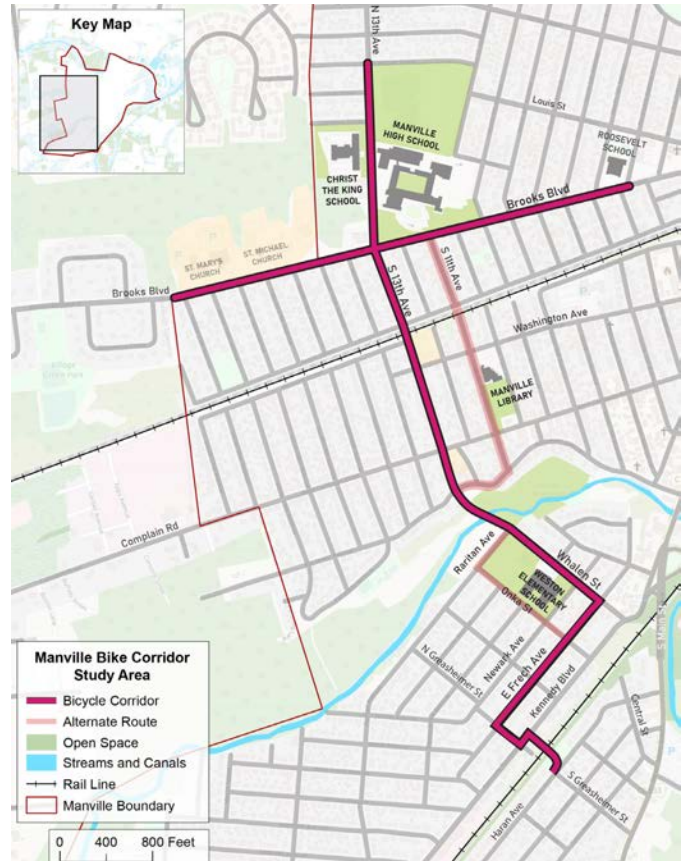 Key Map
N 13th Ave
Louis St
MANVILLE
HIGH SCHOOL
ROOSEVELT
SCHOOL
CHRIST
THE KING
SCHOOL
Brooks Blvd
ST. MARY'S
CHURCH
ST. MICHAEL
CHURCH
S 11th Ave
S 13th Ave
Brooks Blvd
Washington Ave
MANVILLE
LIBRARY
Complain Rd
Raritan Ave
Whalen St
WESTON
ELEMENTARY
SCHOOL
Onka St
Newark Ave
N Greasheimer St
E Frech Ave
Kennedy Blvd
Central St
S Greasheimer St
Haran Ave
Manville Bike Corridor
Study Area
Bicycle Corridor
Alternate Route
Open Space
Streams and Canals
Rail Line
Manville Boundary
0 400 800 Feet